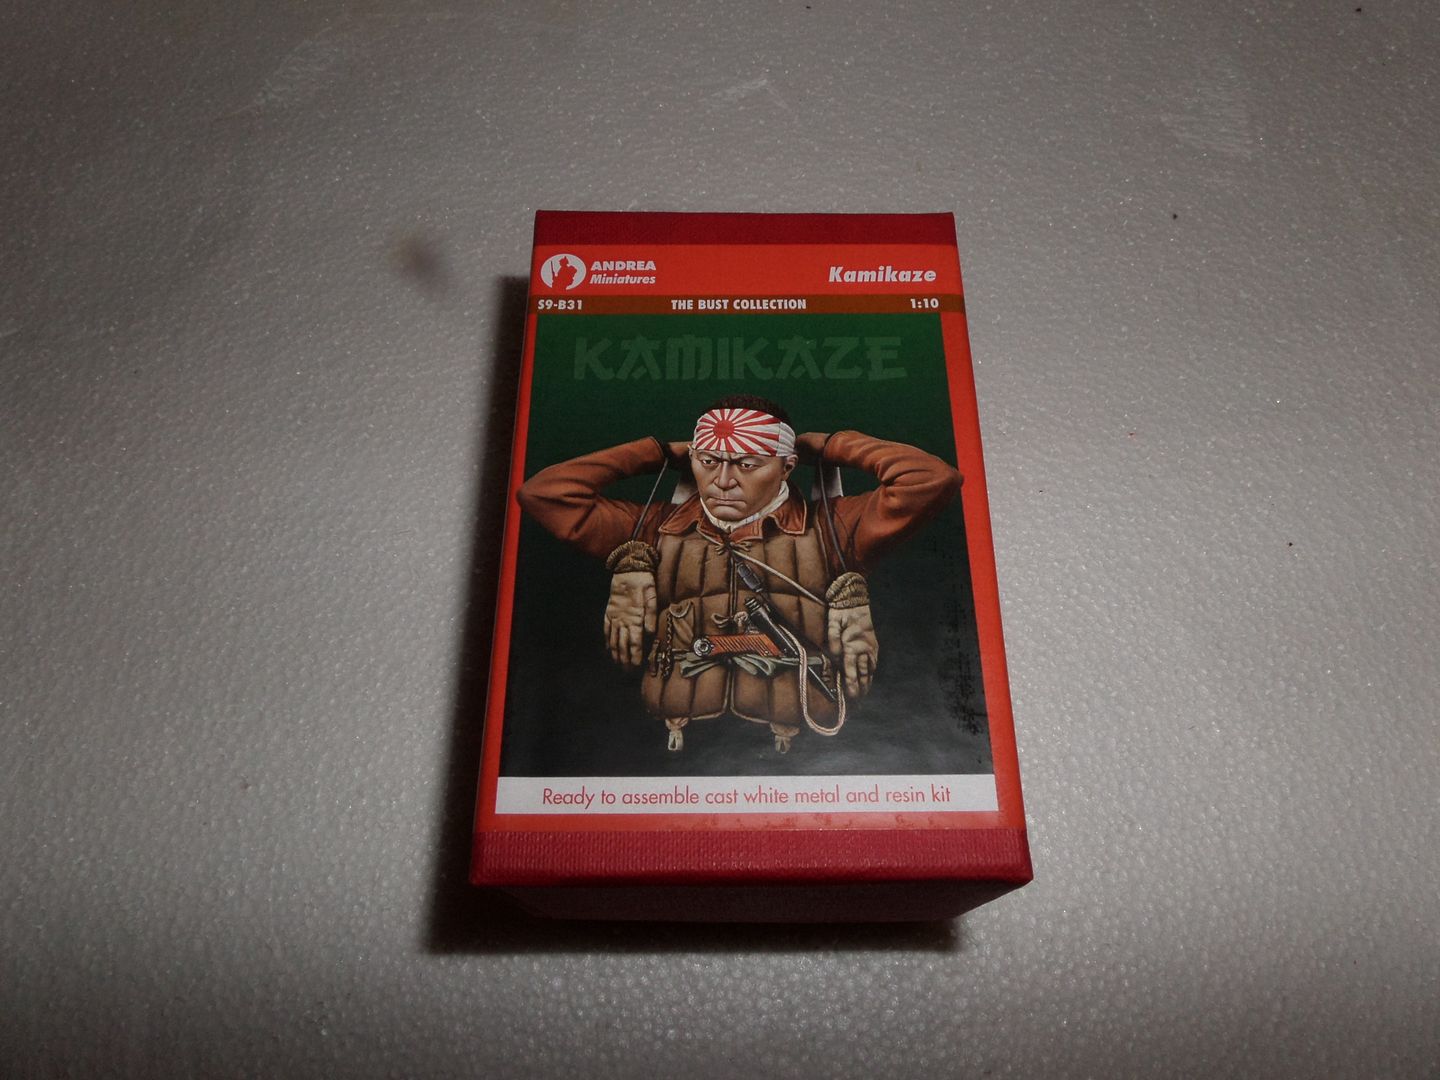 ANDREA
Miniatures
Kamikaze
S9-B31 THE BUST COLLECTION 1:10
KAMIKAZE
Ready to assemble cast white metal and resin kit